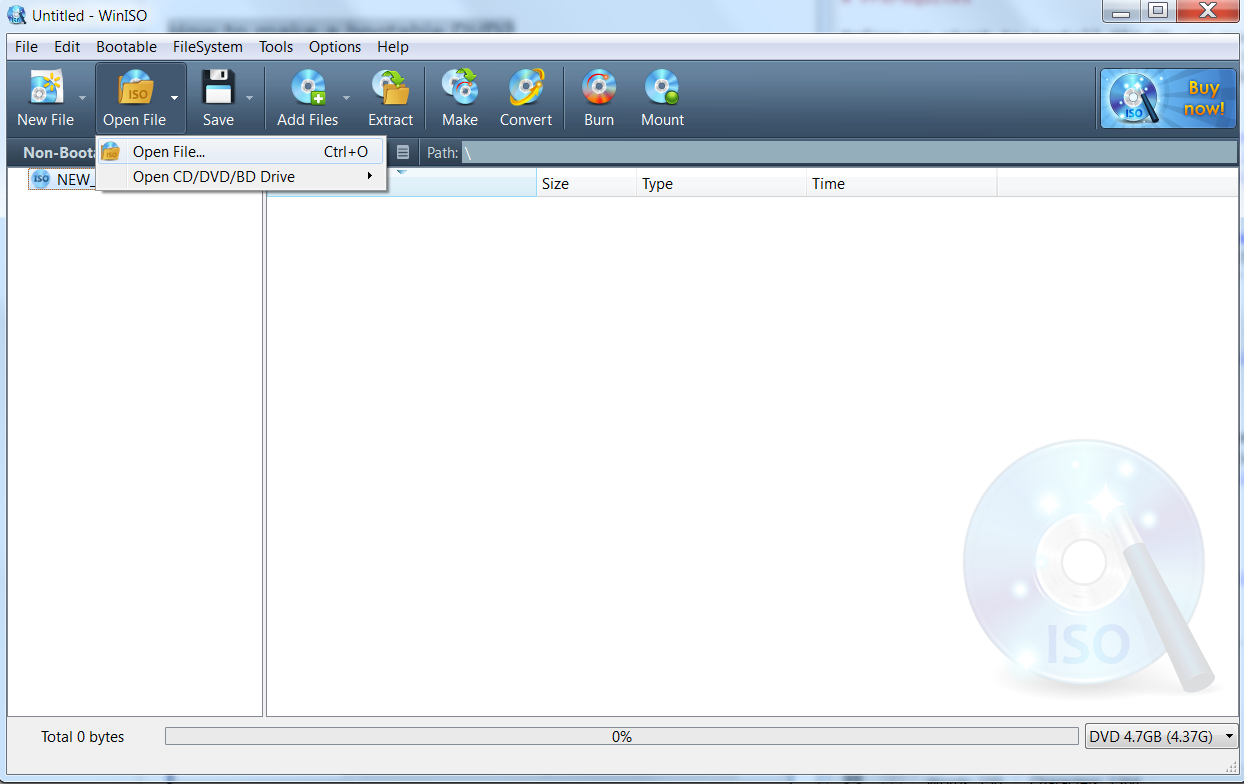 Untitled - WinISO
File Edit Bootable FileSystem Tools Options Help
New File Open File Save Add Files Extract Make Convert Burn Mount
ISO
Buy now!
Non-Boota
Path: \
Open File... Ctrl+O
Open CD/DVD/BD Drive
NEW_
Size Type Time
ISO
Total 0 bytes 0% DVD 4.7GB (4.37G)